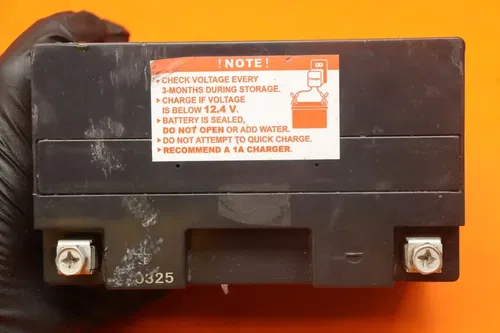 ! NOTE !
CHECK VOLTAGE EVERY
3-MONTHS DURING STORAGE.
CHARGE IF VOLTAGE
IS BELOW 12.4 V.
BATTERY IS SEALED,
DO NOT OPEN OR ADD WATER.
DO NOT ATTEMPT TO QUICK CHARGE.
RECOMMEND A 1A CHARGER.
0325